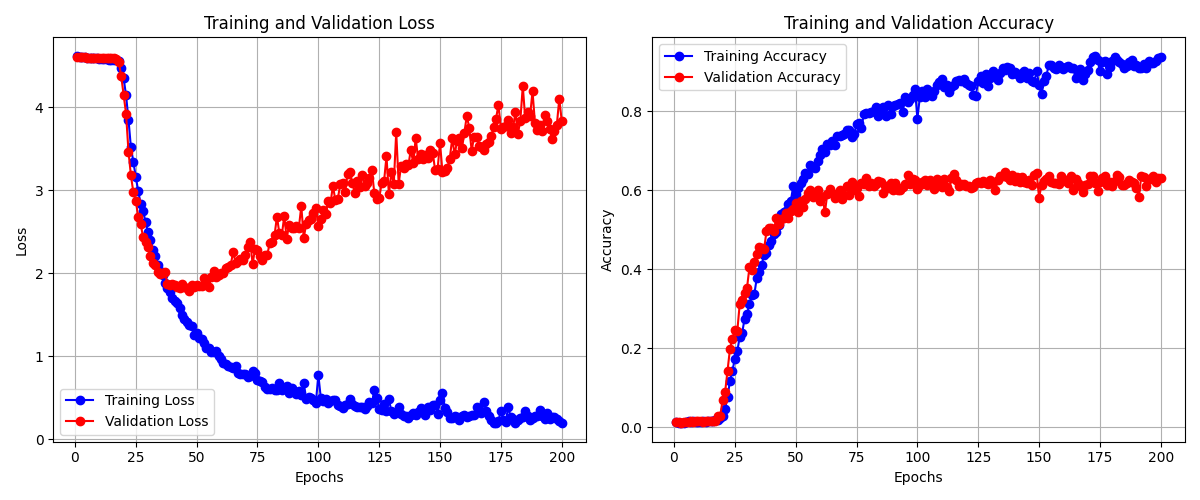 Training and Validation Loss
4
3
2
1
0
Loss
Training Loss
Validation Loss
0 25 50 75 100 125 150 175 200
Epochs
Training and Validation Accuracy
Training Accuracy
Validation Accuracy
0.8
0.6
0.4
0.2
0.0
Accuracy
0 25 50 75 100 125 150 175 200
Epochs